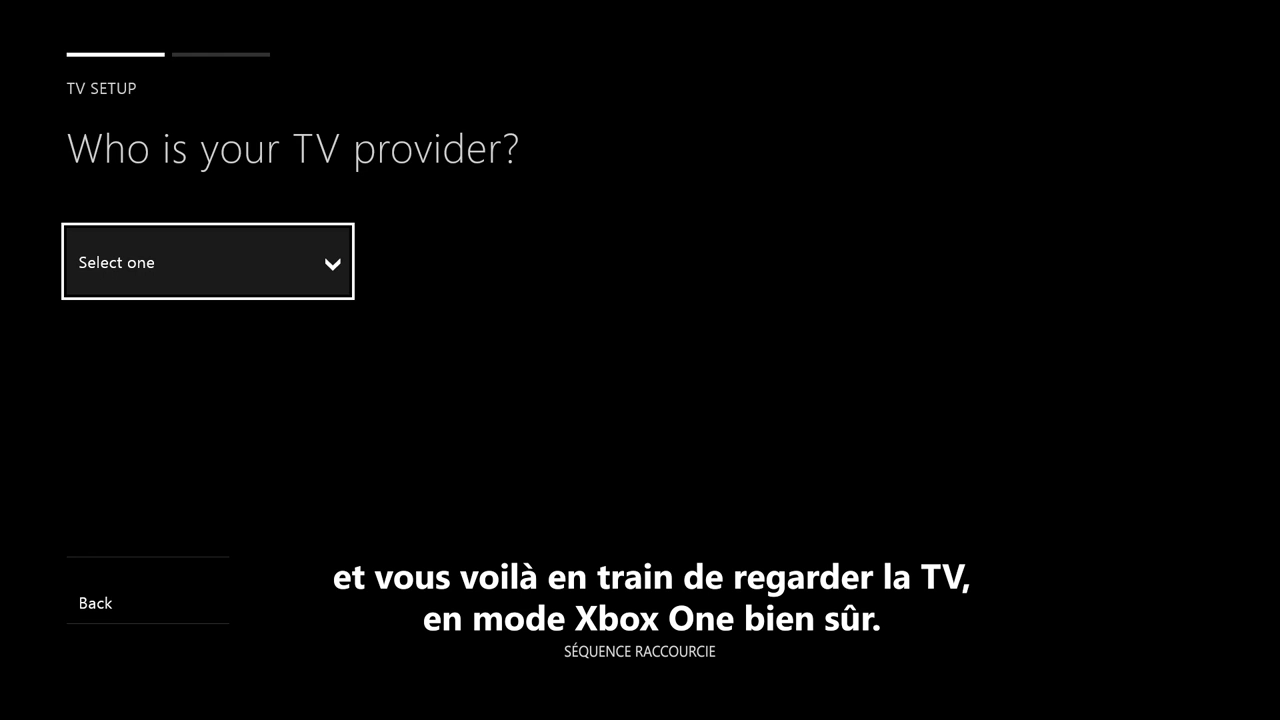 TV SETUP
Who is your TV provider?
Select one
Back
et vous voilà en train de regarder la TV,
en mode Xbox One bien sûr.
SÉQUENCE RACCOURCIE